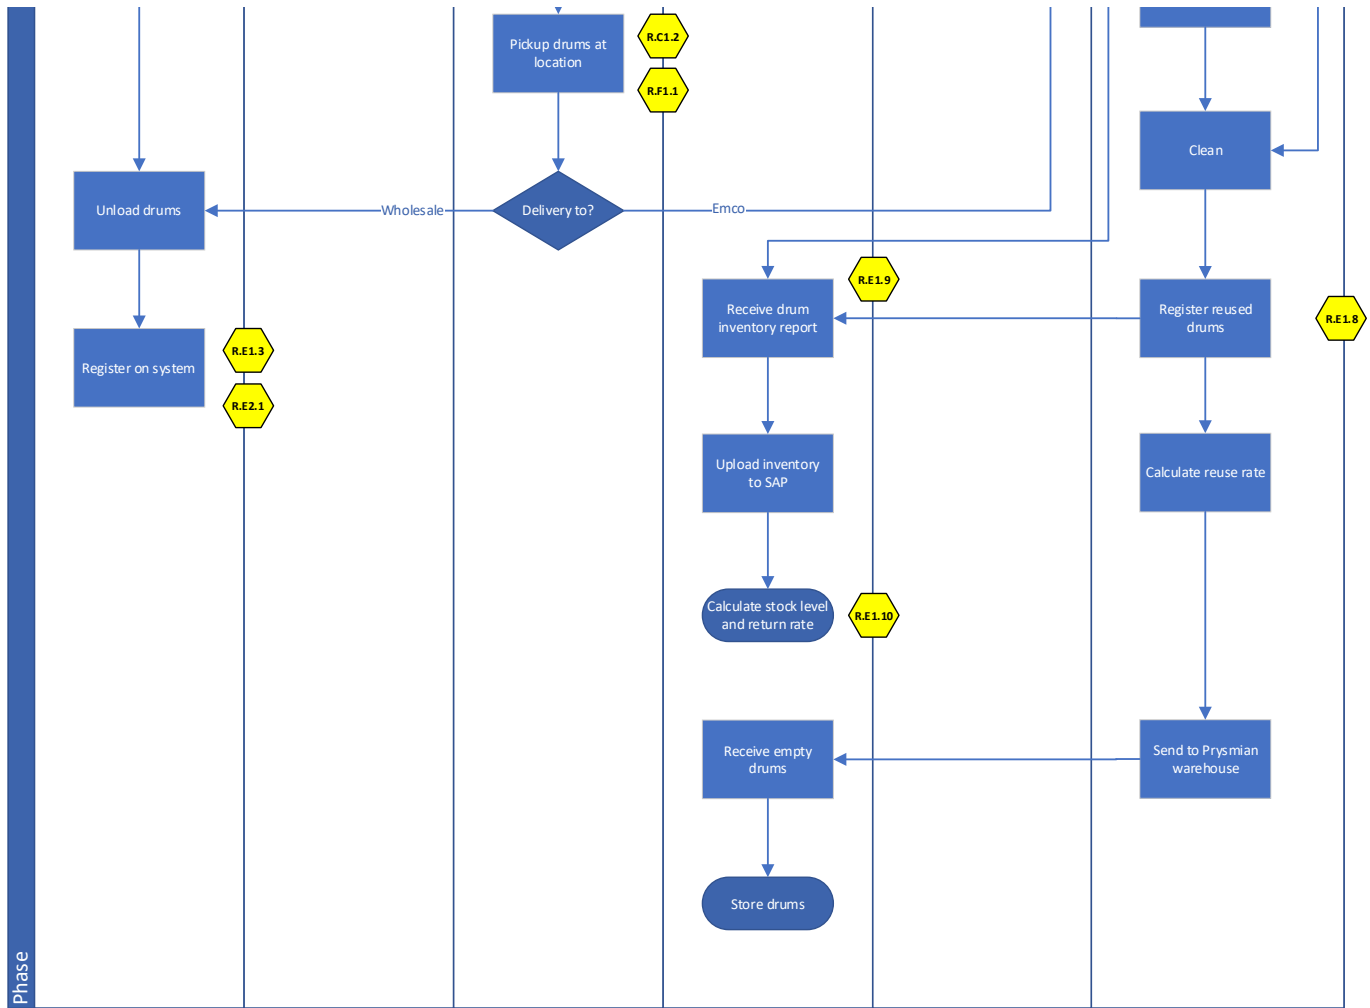 Pickup drums at
location
R.C1.2
R.F1.1
Clean
Unload drums
Wholesale
Delivery to?
Emco
R.E1.9
Receive drum
inventory report
Register reused
drums
R.E1.8
R.E1.3
Register on system
R.E2.1
Upload inventory
to SAP
Calculate reuse rate
Calculate stock level
and return rate
R.E1.10
Receive empty
drums
Send to Prysmian
warehouse
Store drums
Phase